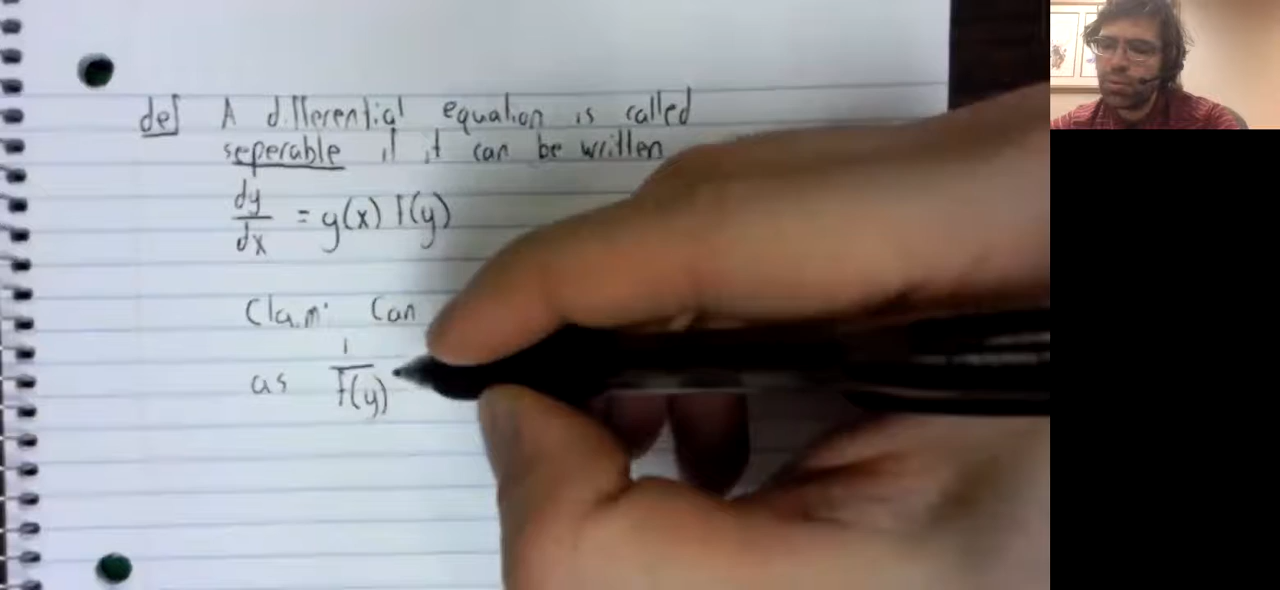 def A differential equation is called
seperable if it can be written
dy/dx = g(x) f(y)
Claim: Can
as 1/f(y)